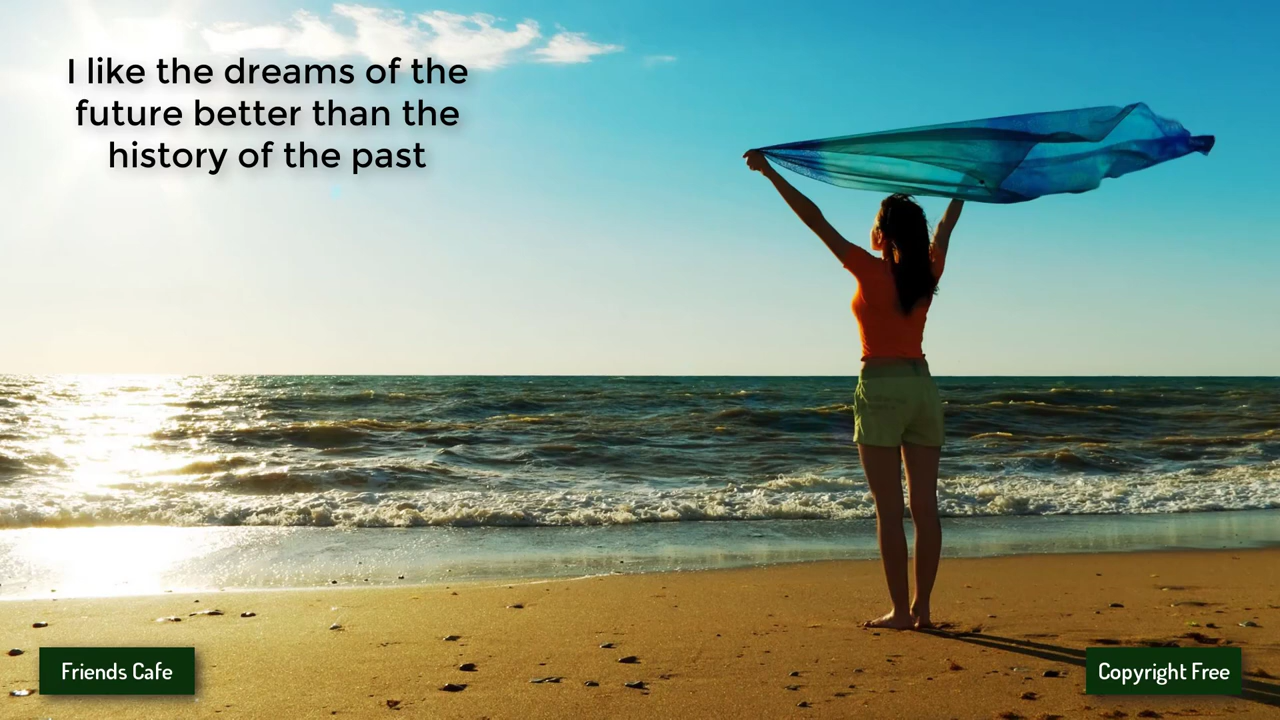 I like the dreams of the
future better than the
history of the past
Friends Cafe
Copyright Free